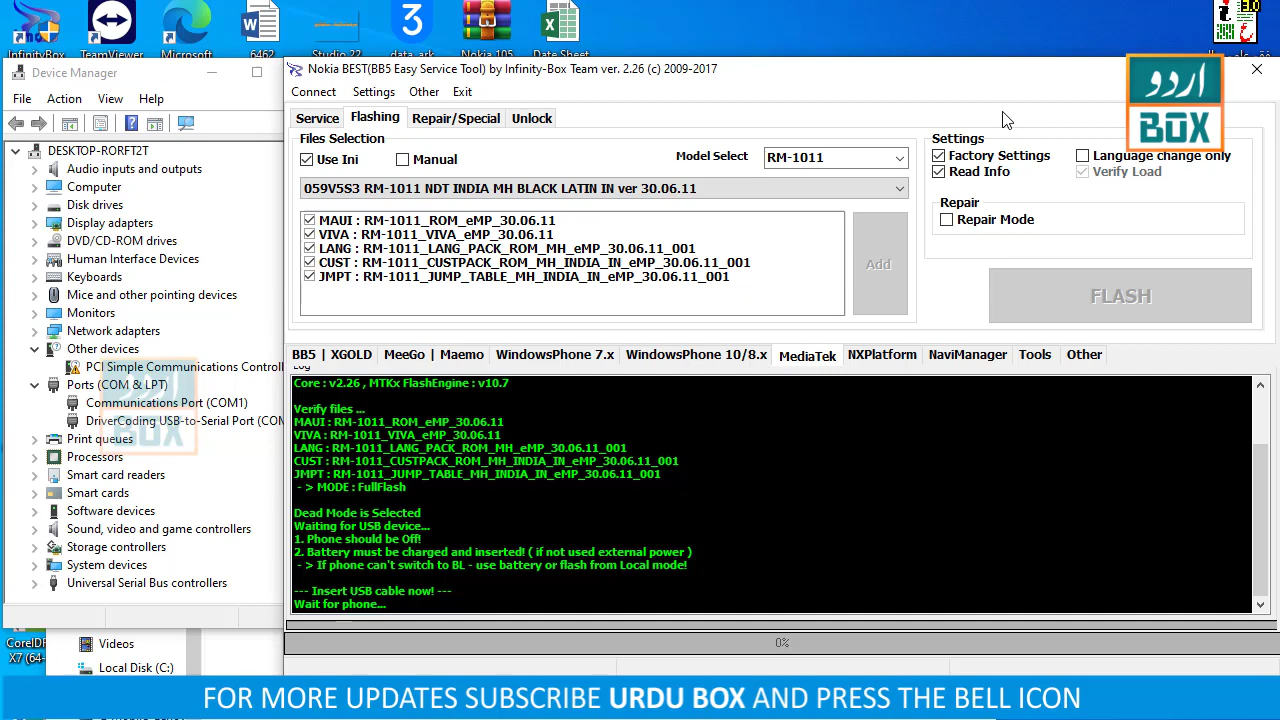 InfinityBox
TeamViewer
Microsoft
6462
Studio 22
data_ark
Nokia 105
Date Sheet
Device Manager
File Action View Help
DESKTOP-RORFT2T
Audio inputs and outputs
Computer
Disk drives
Display adapters
DVD/CD-ROM drives
Human Interface Devices
Keyboards
Mice and other pointing devices
Monitors
Network adapters
Other devices
PCI Simple Communications Controll
Ports (COM & LPT)
Communications Port (COM1)
DriverCoding USB-to-Serial Port (COM
Print queues
Processors
Smart card readers
Smart cards
Software devices
Sound, video and game controllers
Storage controllers
System devices
Universal Serial Bus controllers
اردو
BOX
CorelDR
X7 (64-
Videos
Local Disk (C:)
Nokia BEST(BB5 Easy Service Tool) by Infinity-Box Team ver. 2.26 (c) 2009-2017
Connect Settings Other Exit
Service Flashing Repair/Special Unlock
Files Selection
Use Ini Manual Model Select RM-1011
059V5S3 RM-1011 NDT INDIA MH BLACK LATIN IN ver 30.06.11
MAUI : RM-1011_ROM_eMP_30.06.11
VIVA : RM-1011_VIVA_eMP_30.06.11
LANG : RM-1011_LANG_PACK_ROM_MH_eMP_30.06.11_001
CUST : RM-1011_CUSTPACK_ROM_MH_INDIA_IN_eMP_30.06.11_001
JMPT : RM-1011_JUMP_TABLE_MH_INDIA_IN_eMP_30.06.11_001
Add
Settings
Factory Settings Language change only
Read Info Verify Load
Repair
Repair Mode
FLASH
اردو
BOX
BB5 | XGOLD MeeGo | Maemo WindowsPhone 7.x WindowsPhone 10/8.x MediaTek NXPlatform NaviManager Tools Other
Log
Core : v2.26 , MTKx FlashEngine : v10.7
Verify files ...
MAUI : RM-1011_ROM_eMP_30.06.11
VIVA : RM-1011_VIVA_eMP_30.06.11
LANG : RM-1011_LANG_PACK_ROM_MH_eMP_30.06.11_001
CUST : RM-1011_CUSTPACK_ROM_MH_INDIA_IN_eMP_30.06.11_001
JMPT : RM-1011_JUMP_TABLE_MH_INDIA_IN_eMP_30.06.11_001
- > MODE : FullFlash
Dead Mode is Selected
Waiting for USB device...
1. Phone should be Off!
2. Battery must be charged and inserted! ( if not used external power )
- > If phone can't switch to BL - use battery or flash from Local mode!
--- Insert USB cable now! ---
Wait for phone...
0%
FOR MORE UPDATES SUBSCRIBE URDU BOX AND PRESS THE BELL ICON